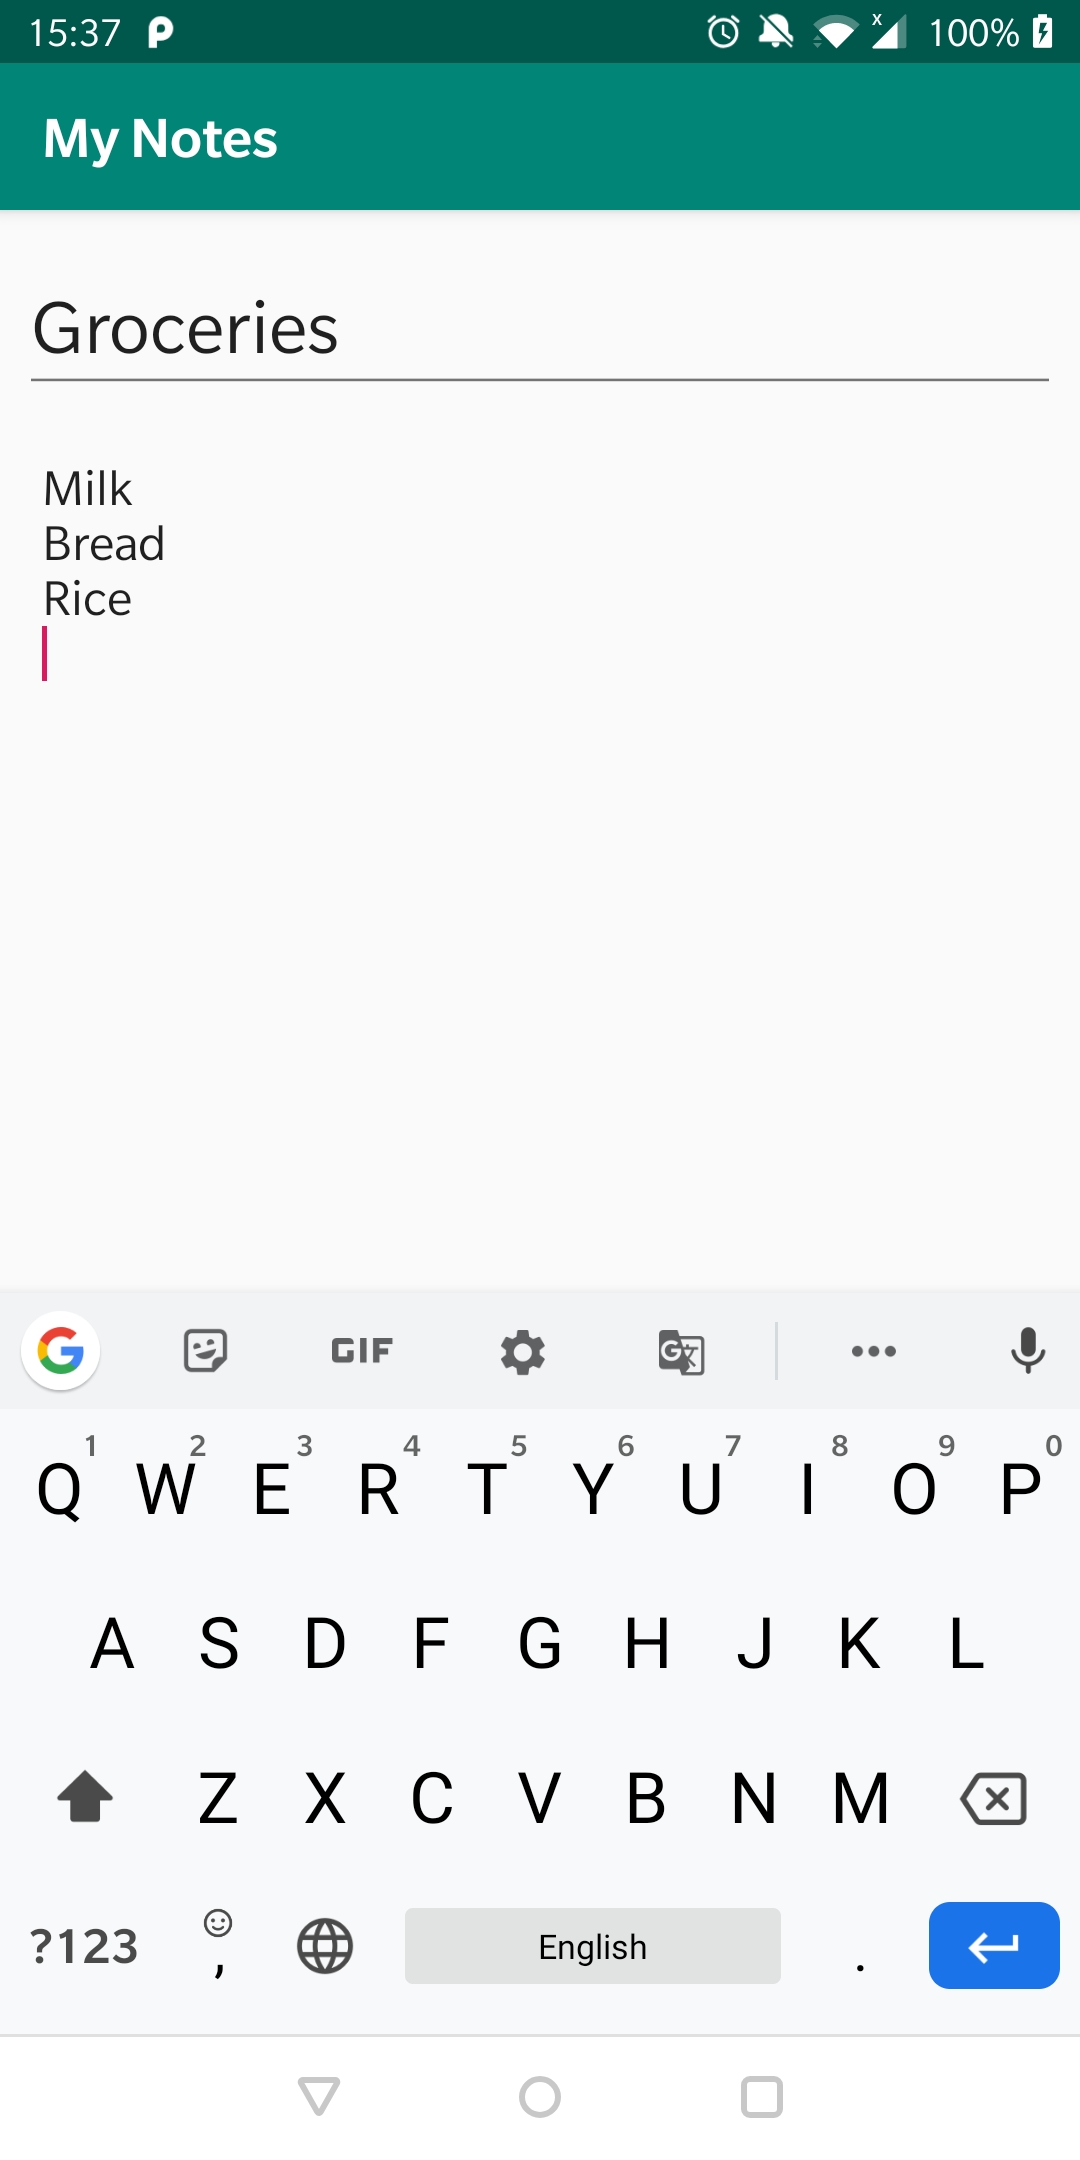 15:37
100%
My Notes
Groceries
Milk
Bread
Rice
GIF
1 2 3 4 5 6 7 8 9 0
Q W E R T Y U I O P
A S D F G H J K L
Z X C V B N M
?123 , English .